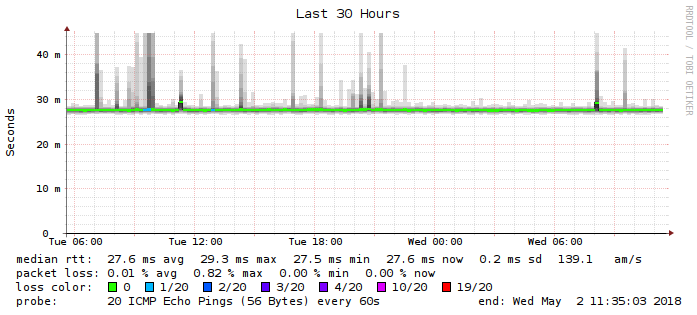 Last 30 Hours
RRDTOOL / TOBI OETIKER
Seconds
40 m
30 m
20 m
10 m
0
Tue 06:00 Tue 12:00 Tue 18:00 Wed 00:00 Wed 06:00
median rtt: 27.6 ms avg 29.3 ms max 27.5 ms min 27.6 ms now 0.2 ms sd 139.1 am/s
packet loss: 0.01 % avg 0.82 % max 0.00 % min 0.00 % now
loss color: 0 1/20 2/20 3/20 4/20 10/20 19/20
probe: 20 ICMP Echo Pings (56 Bytes) every 60s end: Wed May 2 11:35:03 2018